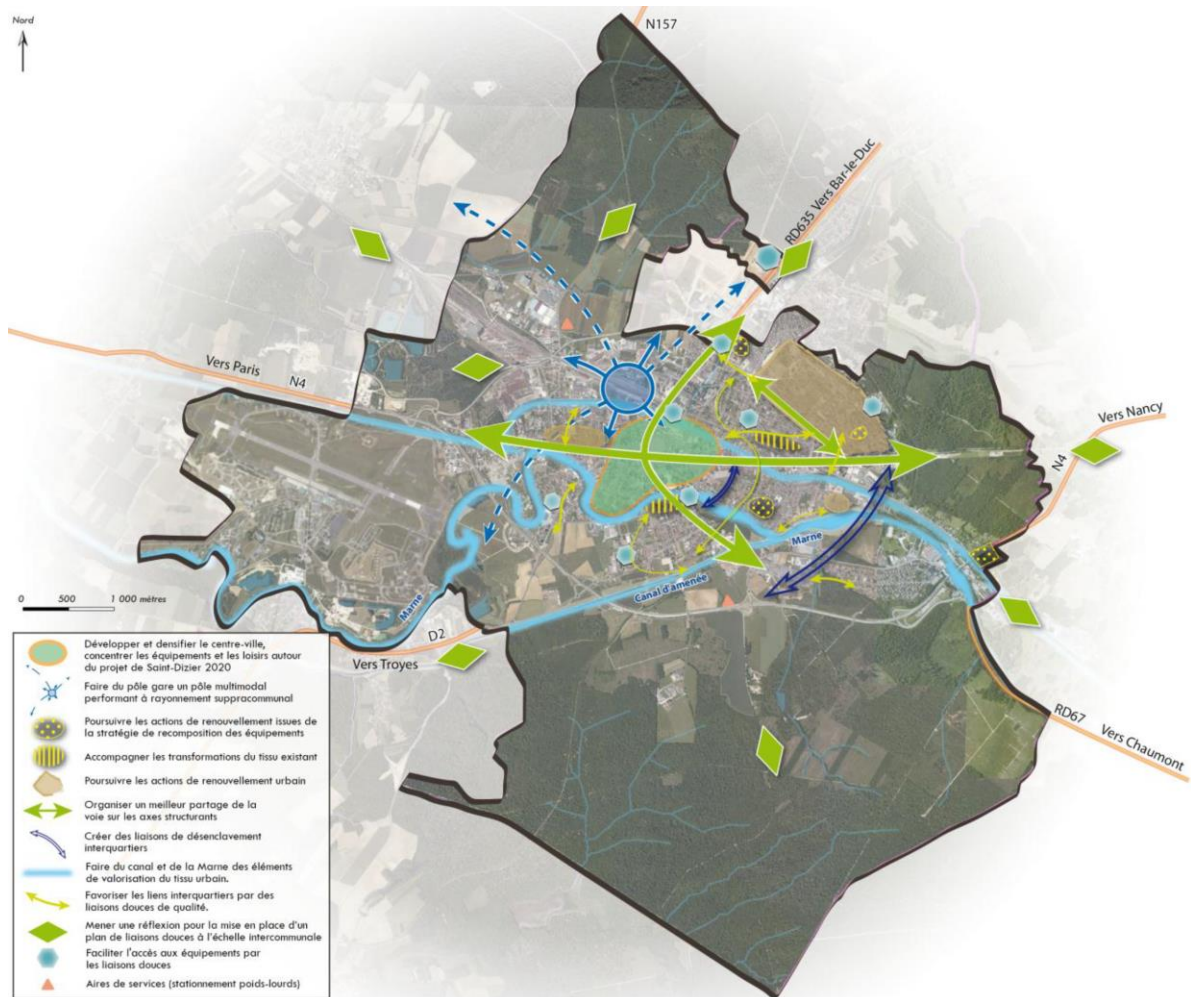 Nord
N157
RD635 Vers Bar-le-Duc
Vers Paris
N4
Vers Nancy
N4
Marne
Canal d'amenée
Marne
0 500 1 000 mètres
D2
Vers Troyes
RD67
Vers Chaumont
Développer et densifier le centre-ville,
concentrer les équipements et les loisirs autour
du projet de Saint-Dizier 2020
Faire du pôle gare un pôle multimodal
performant à rayonnement suppracommunal
Poursuivre les actions de renouvellement issues de
la stratégie de recomposition des équipements
Accompagner les transformations du tissu existant
Poursuivre les actions de renouvellement urbain
Organiser un meilleur partage de la
voie sur les axes structurants
Créer des liaisons de désenclavement
interquartiers
Faire du canal et de la Marne des éléments
de valorisation du tissu urbain.
Favoriser les liens interquartiers par des
liaisons douces de qualité.
Mener une réflexion pour la mise en place d'un
plan de liaisons douces à l'échelle intercommunale
Faciliter l'accès aux équipements par
les liaisons douces
Aires de services (stationnement poids-lourds)